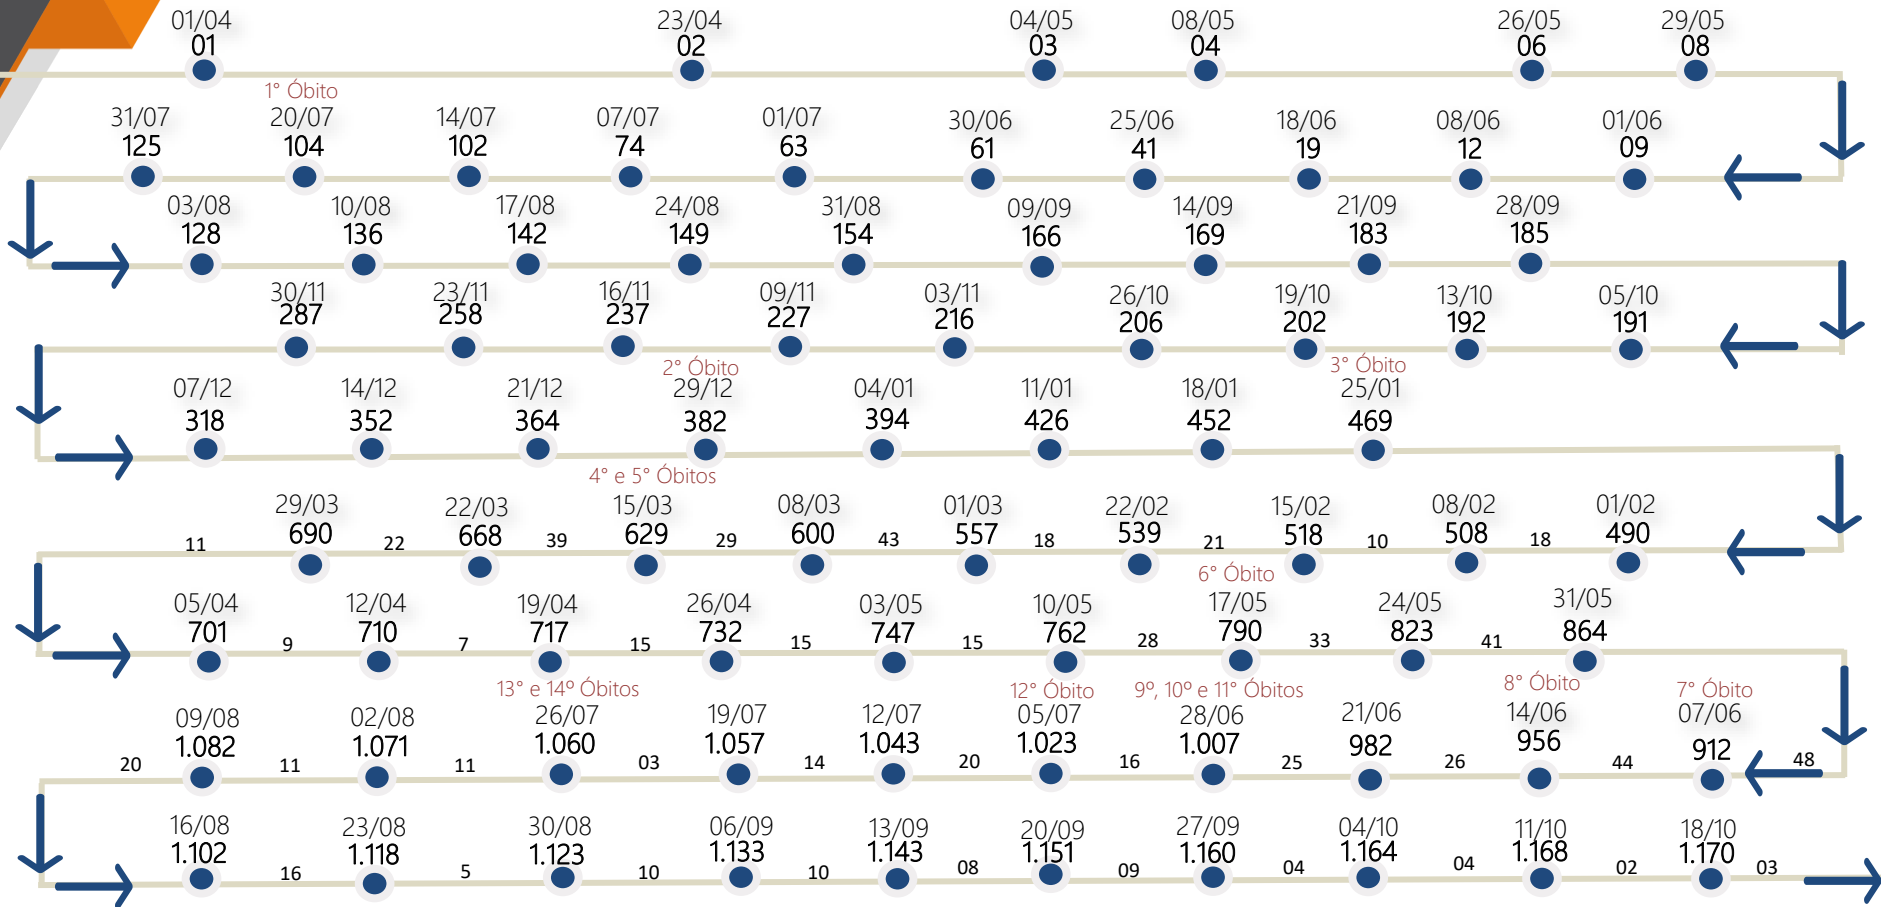 01/04 23/04 04/05 08/05 26/05 29/05
01 02 03 04 06 08
1° Óbito
31/07 20/07 14/07 07/07 01/07 30/06 25/06 18/06 08/06 01/06
125 104 102 74 63 61 41 19 12 09
03/08 10/08 17/08 24/08 31/08 09/09 14/09 21/09 28/09
128 136 142 149 154 166 169 183 185
30/11 23/11 16/11 09/11 03/11 26/10 19/10 13/10 05/10
287 258 237 227 216 206 202 192 191
2° Óbito 3° Óbito
07/12 14/12 21/12 29/12 04/01 11/01 18/01 25/01
318 352 364 382 394 426 452 469
4° e 5° Óbitos
29/03 22/03 15/03 08/03 01/03 22/02 15/02 08/02 01/02
690 668 629 600 557 539 518 508 490
11 22 39 29 43 18 21 10 18
6° Óbito
05/04 12/04 19/04 26/04 03/05 10/05 17/05 24/05 31/05
701 710 717 732 747 762 790 823 864
9 7 15 15 15 28 33 41
13° e 14º Óbitos 12° Óbito 9º, 10º e 11° Óbitos 8° Óbito 7° Óbito
09/08 02/08 26/07 19/07 12/07 05/07 28/06 21/06 14/06 07/06
1.082 1.071 1.060 1.057 1.043 1.023 1.007 982 956 912
20 11 11 03 14 20 16 25 26 44 48
16/08 23/08 30/08 06/09 13/09 20/09 27/09 04/10 11/10 18/10
1.102 1.118 1.123 1.133 1.143 1.151 1.160 1.164 1.168 1.170
16 5 10 10 08 09 04 04 02 03